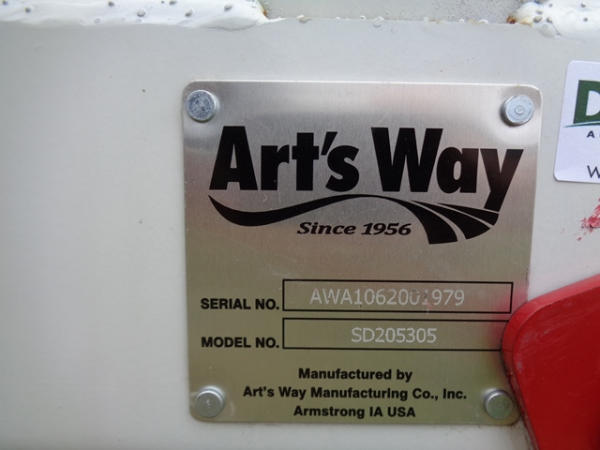 Art's Way
Since 1956
SERIAL NO. AWA1062001979
MODEL NO. SD205305
Manufactured by
Art's Way Manufacturing Co., Inc.
Armstrong IA USA